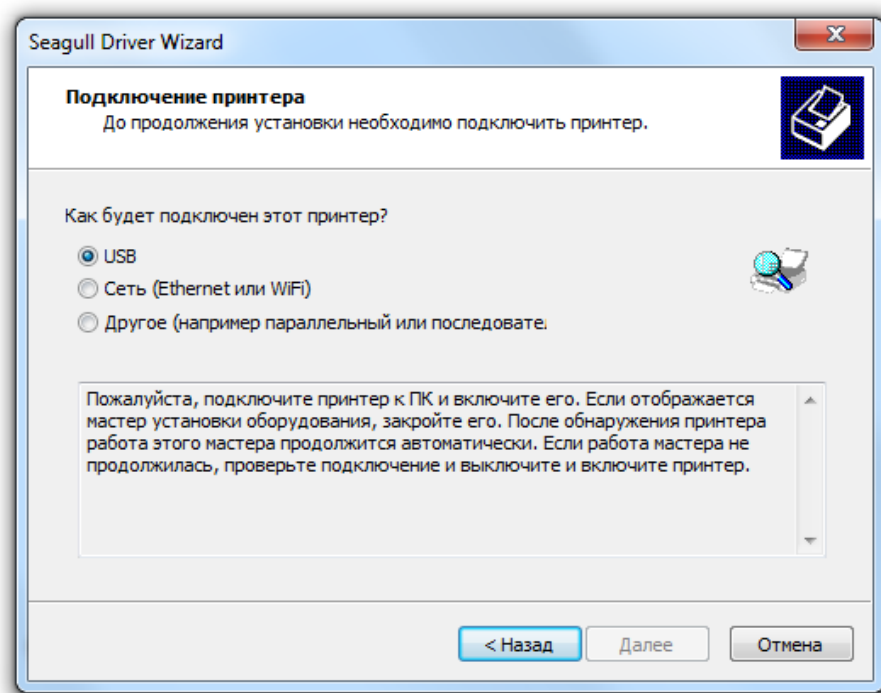 Seagull Driver Wizard
Подключение принтера
До продолжения установки необходимо подключить принтер.
Как будет подключен этот принтер?
USB
Сеть (Ethernet или WiFi)
Другое (например параллельный или последовател
Пожалуйста, подключите принтер к ПК и включите его. Если отображается
мастер установки оборудования, закройте его. После обнаружения принтера
работа этого мастера продолжится автоматически. Если работа мастера не
продолжилась, проверьте подключение и выключите и включите принтер.
< Назад
Далее
Отмена